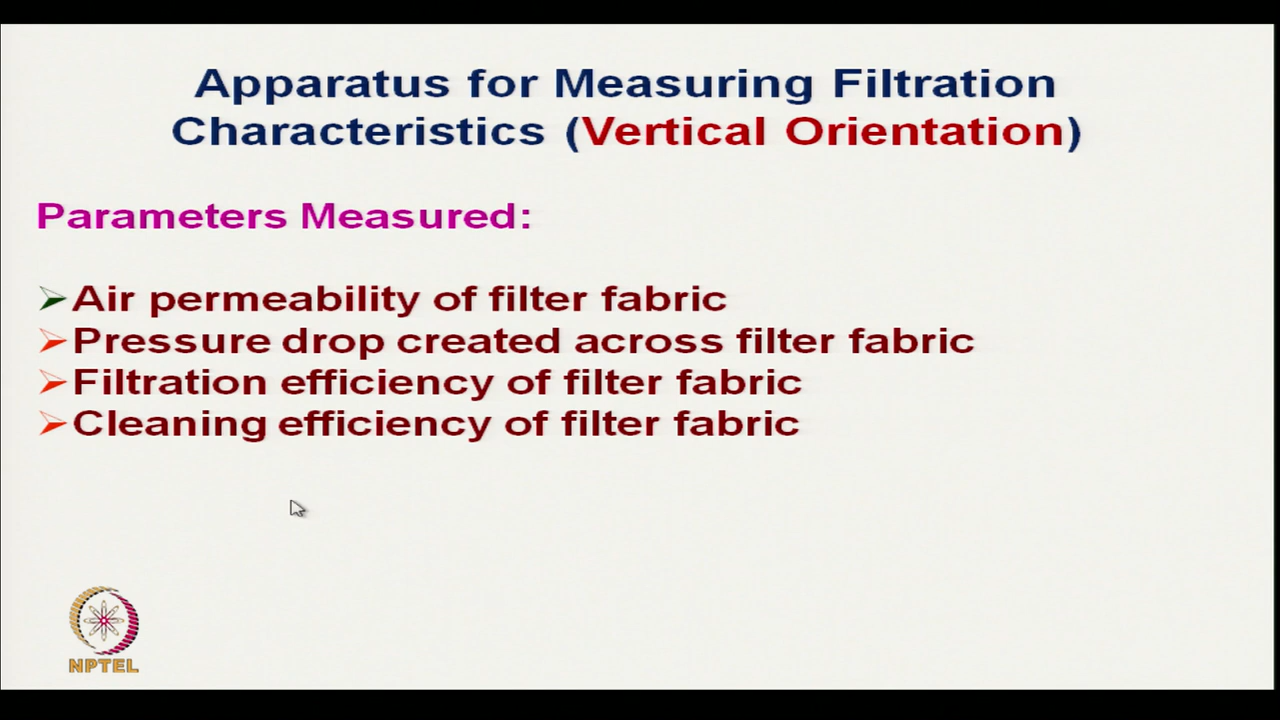 Apparatus for Measuring Filtration
Characteristics (Vertical Orientation)
Parameters Measured:
Air permeability of filter fabric
Pressure drop created across filter fabric
Filtration efficiency of filter fabric
Cleaning efficiency of filter fabric
NPTEL